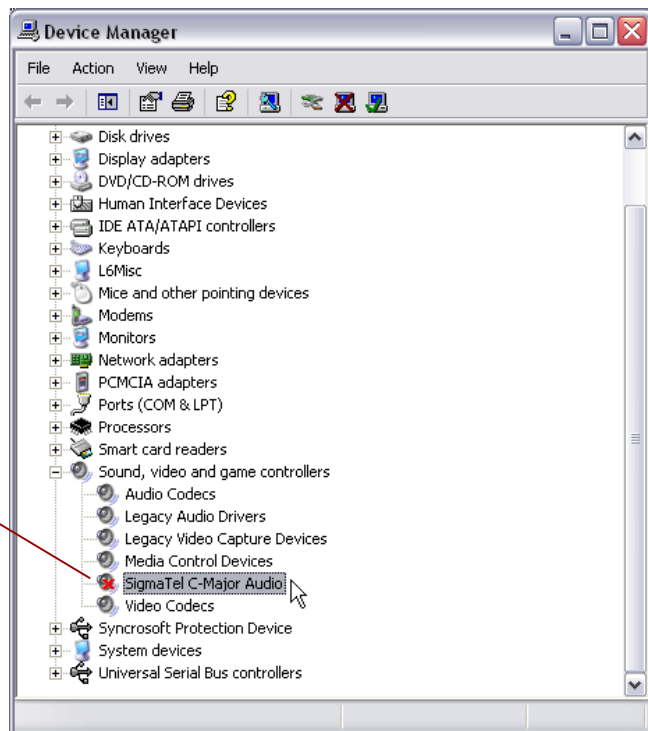 Device Manager
File Action View Help
Disk drives
Display adapters
DVD/CD-ROM drives
Human Interface Devices
IDE ATA/ATAPI controllers
Keyboards
L6Misc
Mice and other pointing devices
Modems
Monitors
Network adapters
PCMCIA adapters
Ports (COM & LPT)
Processors
Smart card readers
Sound, video and game controllers
Audio Codecs
Legacy Audio Drivers
Legacy Video Capture Devices
Media Control Devices
SigmaTel C-Major Audio
Video Codecs
Syncrosoft Protection Device
System devices
Universal Serial Bus controllers